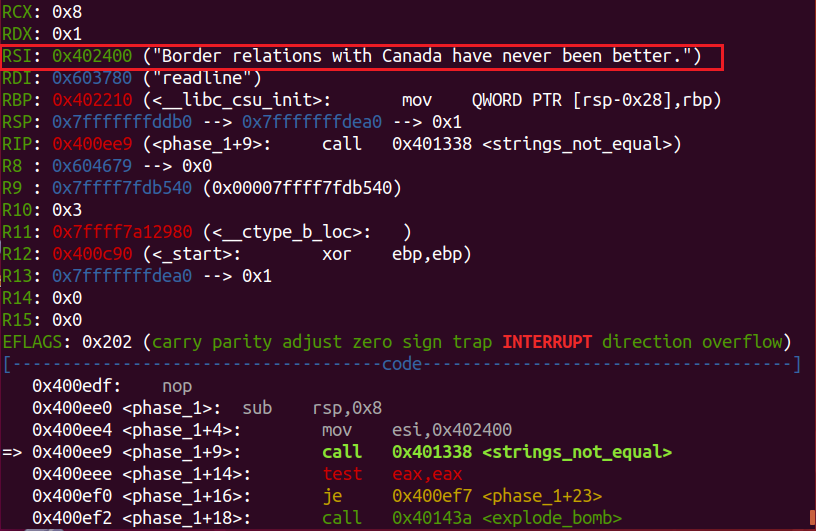 RCX: 0x8
RDX: 0x1
RSI: 0x402400 ("Border relations with Canada have never been better.")
RDI: 0x603780 ("readline")
RBP: 0x402210 (<__libc_csu_init>:       mov    QWORD PTR [rsp-0x28],rbp)
RSP: 0x7fffffffddb0 --> 0x7fffffffdea0 --> 0x1
RIP: 0x400ee9 (<phase_1+9>:     call   0x401338 <strings_not_equal>)
R8 : 0x604679 --> 0x0
R9 : 0x7ffff7fdb540 (0x00007ffff7fdb540)
R10: 0x3
R11: 0x7ffff7a12980 (<__ctype_b_loc>:   )
R12: 0x400c90 (<_start>:        xor    ebp,ebp)
R13: 0x7fffffffdea0 --> 0x1
R14: 0x0
R15: 0x0
EFLAGS: 0x202 (carry parity adjust zero sign trap INTERRUPT direction overflow)
[-------------------------------------code-------------------------------------]
   0x400edf:    nop
   0x400ee0 <phase_1>:  sub    rsp,0x8
   0x400ee4 <phase_1+4>:        mov    esi,0x402400
=> 0x400ee9 <phase_1+9>:        call   0x401338 <strings_not_equal>
   0x400eee <phase_1+14>:       test   eax,eax
   0x400ef0 <phase_1+16>:       je     0x400ef7 <phase_1+23>
   0x400ef2 <phase_1+18>:       call   0x40143a <explode_bomb>